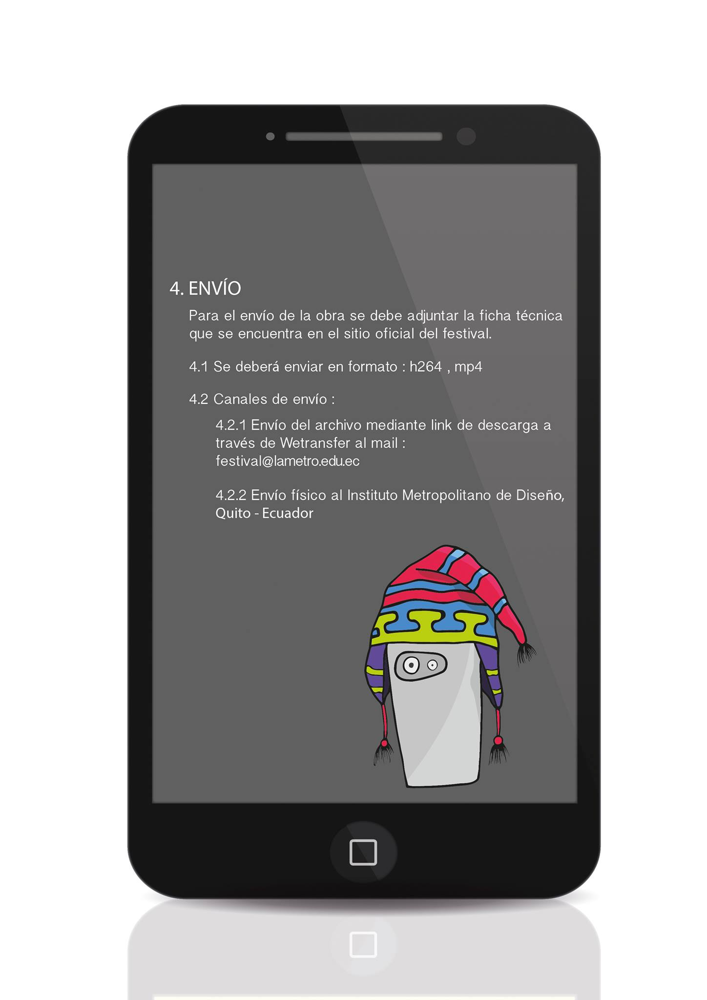 4. ENVÍO
Para el envío de la obra se debe adjuntar la ficha técnica
que se encuentra en el sitio oficial del festival.
4.1 Se deberá enviar en formato : h264 , mp4
4.2 Canales de envío :
4.2.1 Envío del archivo mediante link de descarga a
través de Wetransfer al mail :
festival@lametro.edu.ec
4.2.2 Envío físico al Instituto Metropolitano de Diseño,
Quito - Ecuador